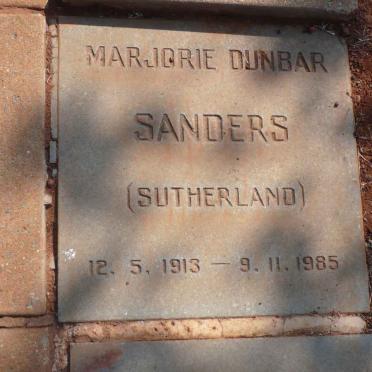 MARJORIE DUNBAR
SANDERS
(SUTHERLAND)
12. 5. 1913 — 9. 11. 1985